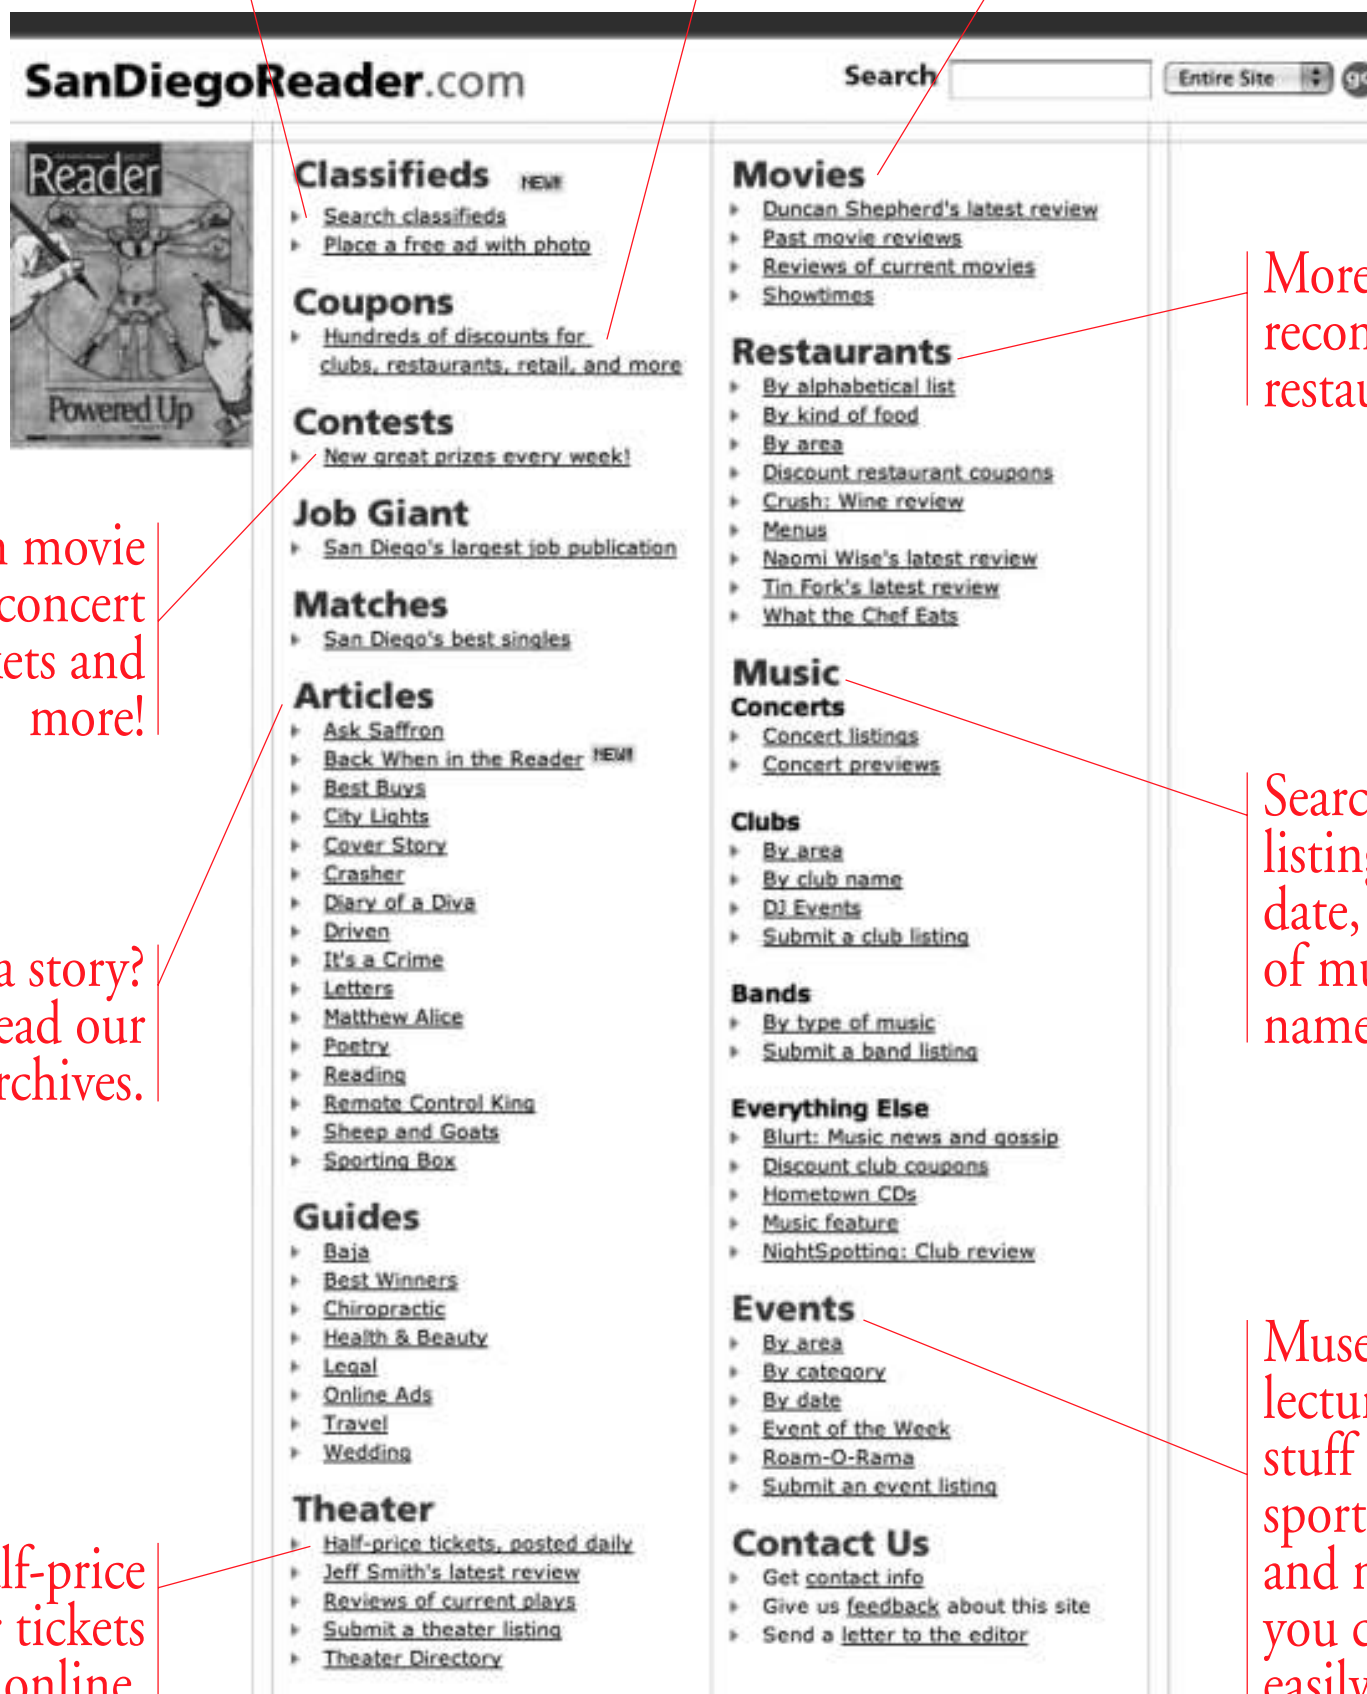 SanDiegoReader.com
Search
Entire Site
Reader
Powered Up
Classifieds NEW!
Search classifieds
Place a free ad with photo
Coupons
Hundreds of discounts for
clubs, restaurants, retail, and more
Contests
New great prizes every week!
Job Giant
San Diego's largest job publication
Matches
San Diego's best singles
Articles
Ask Saffron
Back When in the Reader NEW!
Best Buys
City Lights
Cover Story
Crasher
Diary of a Diva
Driven
It's a Crime
Letters
Matthew Alice
Poetry
Reading
Remote Control King
Sheep and Goats
Sporting Box
Guides
Baja
Best Winners
Chiropractic
Health & Beauty
Legal
Online Ads
Travel
Wedding
Theater
Half-price tickets, posted daily
Jeff Smith's latest review
Reviews of current plays
Submit a theater listing
Theater Directory
Movies
Duncan Shepherd's latest review
Past movie reviews
Reviews of current movies
Showtimes
Restaurants
By alphabetical list
By kind of food
By area
Discount restaurant coupons
Crush: Wine review
Menus
Naomi Wise's latest review
Tin Fork's latest review
What the Chef Eats
Music
Concerts
Concert listings
Concert previews
Clubs
By area
By club name
DJ Events
Submit a club listing
Bands
By type of music
Submit a band listing
Everything Else
Blurt: Music news and gossip
Discount club coupons
Hometown CDs
Music feature
NightSpotting: Club review
Events
By area
By category
By date
Event of the Week
Roam-O-Rama
Submit an event listing
Contact Us
Get contact info
Give us feedback about this site
Send a letter to the editor
movie
concert
and
more!
a story?
our
tickets
online.
More
date,
of
stuff
and
you
easily